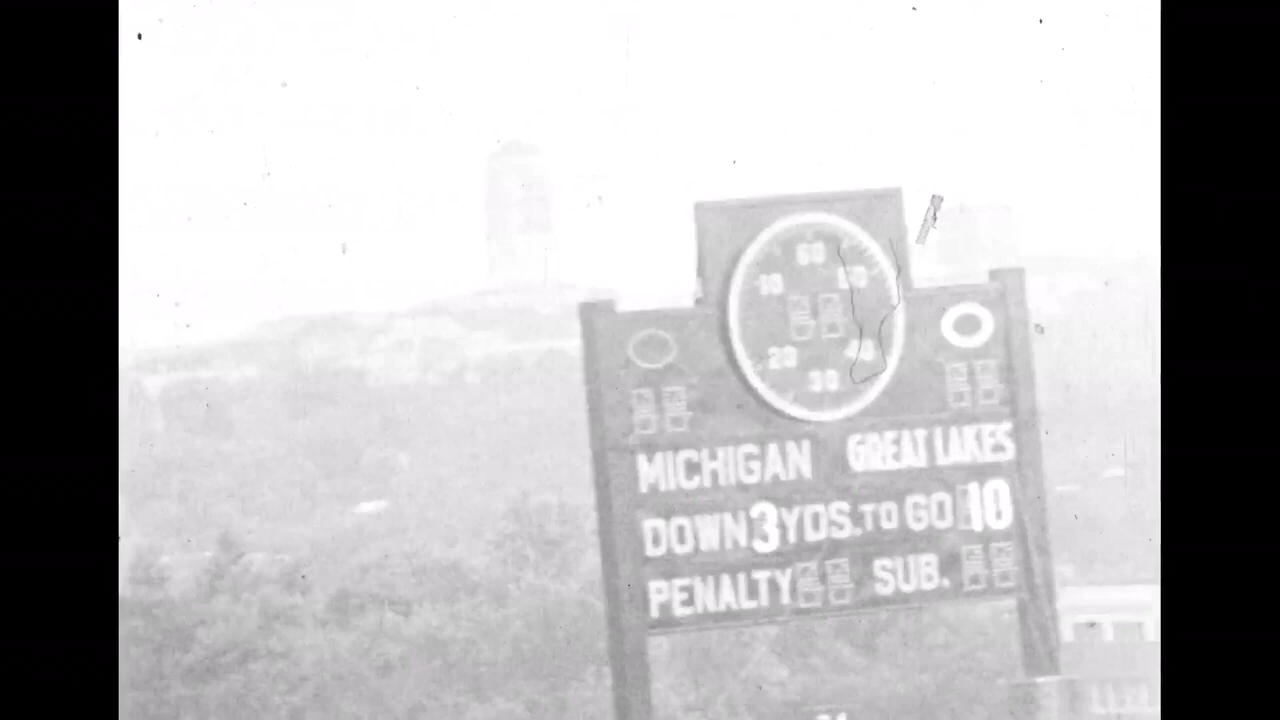 60
10 50
20 40
30
MICHIGAN GREAT LAKES
DOWN 3 YDS. TO GO 10
PENALTY SUB.